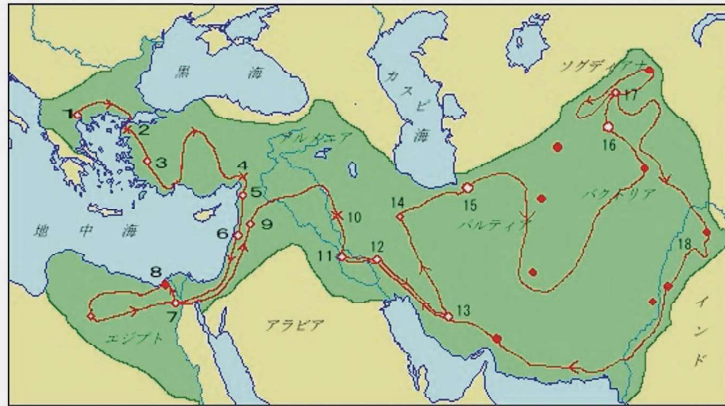 黒海
カスピ海
ソグディアナ
アルメニア
地中海
バクトリア
パルティア
エジプト
アラビア
インド
1
2
3
4
5
6
7
8
9
10
11
12
13
14
15
16
17
18